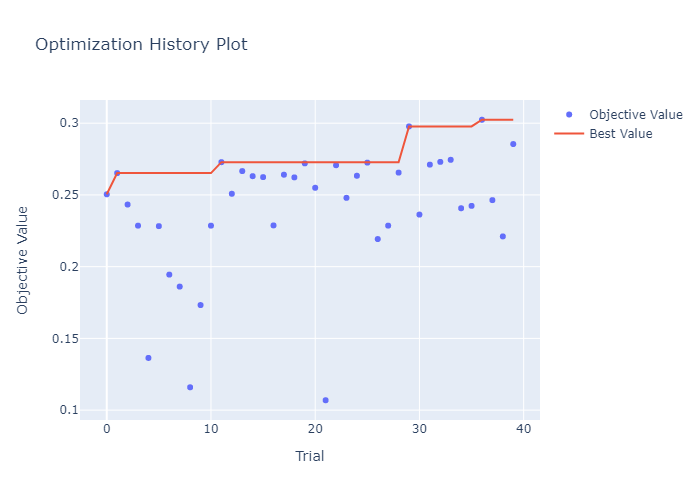 Optimization History Plot
Objective Value
Best Value
0.3
0.25
0.2
0.15
0.1
Objective Value
0
10
20
30
40
Trial